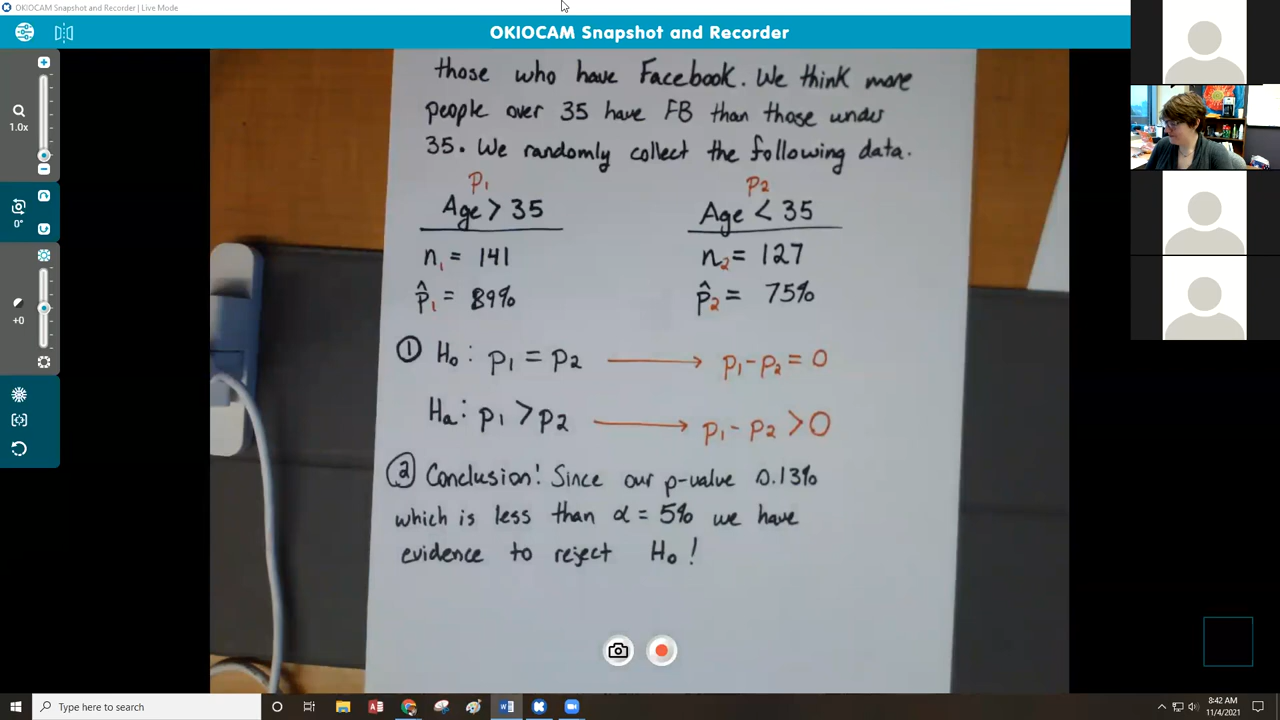 OKIOCAM Snapshot and Recorder | Live Mode
OKIOCAM Snapshot and Recorder
1.0x
0°
+0
those who have Facebook. We think more
people over 35 have FB than those under
35. We randomly collect the following data.
p₁
p₂
Age > 35
Age < 35
n₁ = 141
n₂ = 127
p̂₁ = 89%
p̂₂ = 75%
① H₀ : p₁ = p₂ → p₁ - p₂ = 0
Hₐ : p₁ > p₂ → p₁ - p₂ > 0
② Conclusion! Since our p-value 0.13%
which is less than α = 5% we have
evidence to reject H₀ !
Type here to search
8:42 AM
11/4/2021